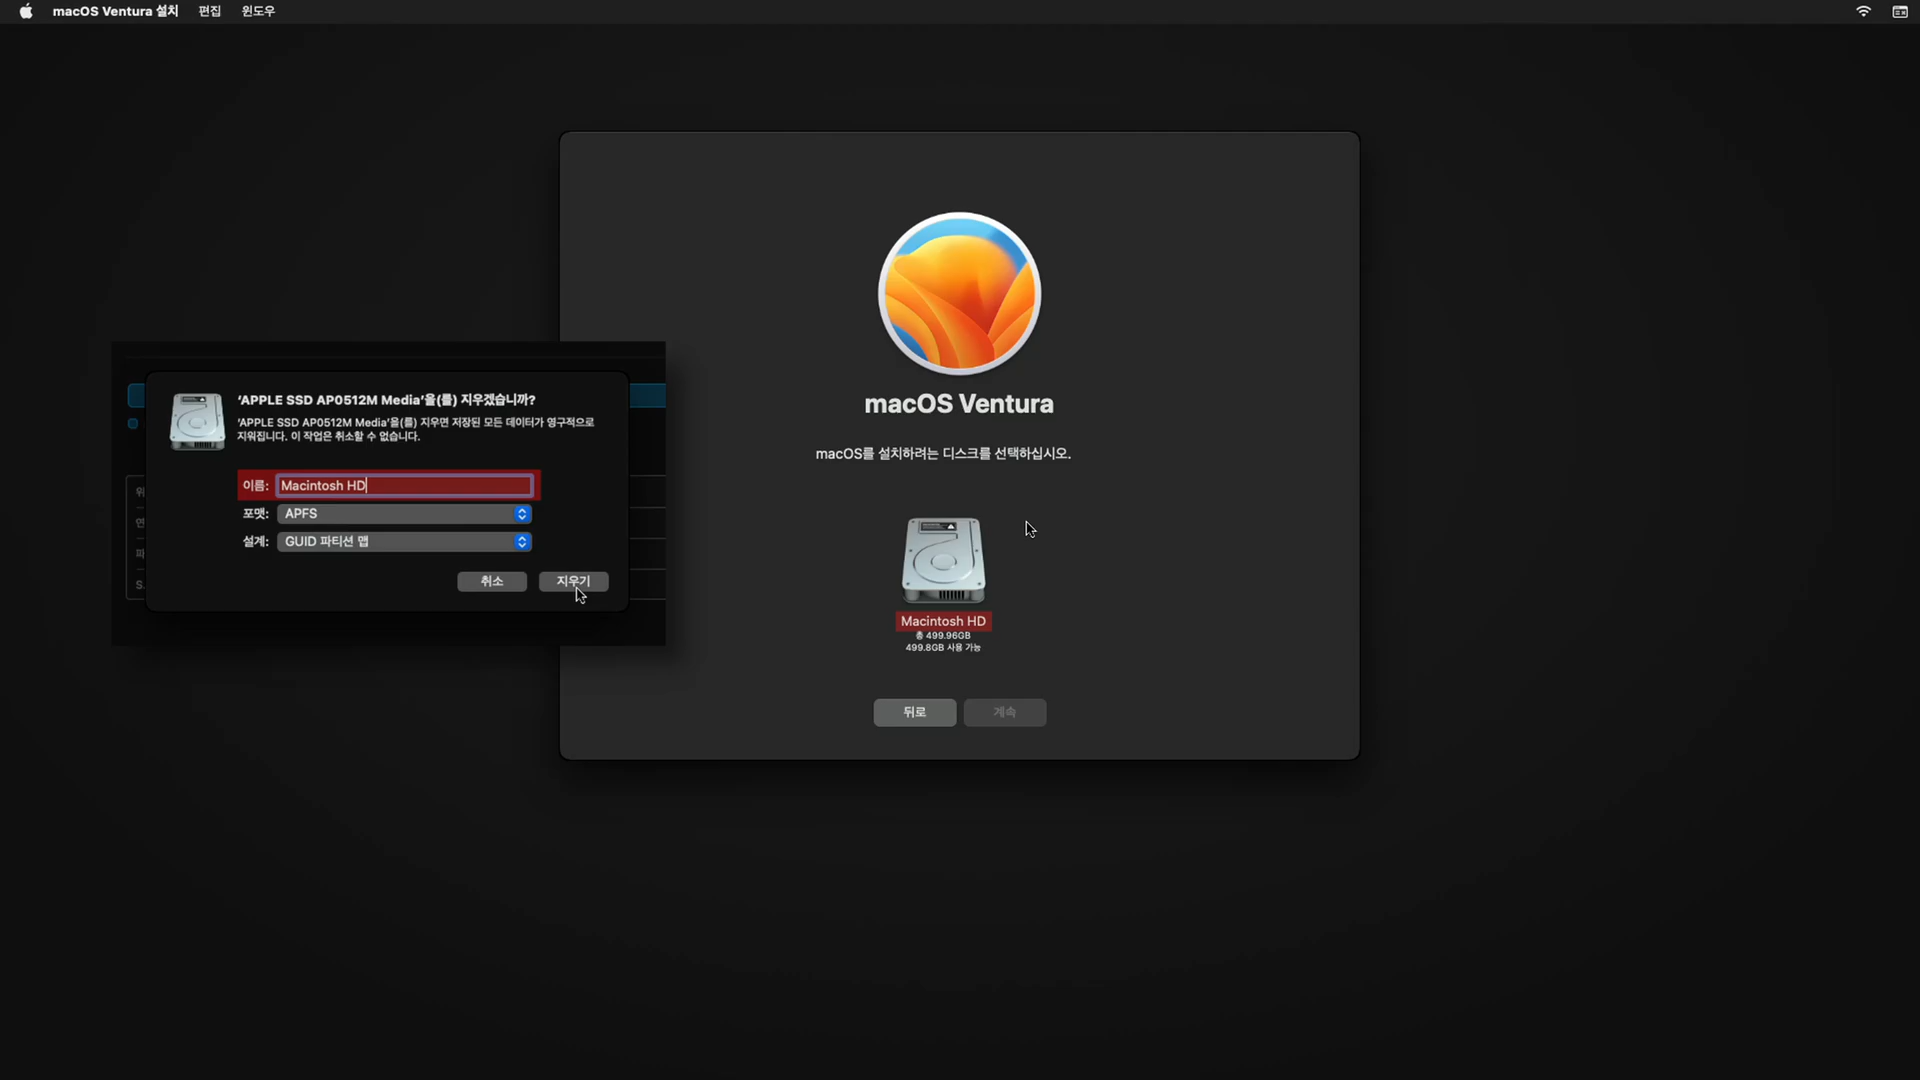 macOS Ventura 설치 편집 윈도우
macOS Ventura
macOS를 설치하려는 디스크를 선택하십시오.
Macintosh HD
총 499.96GB
499.8GB 사용 가능
뒤로 계속
'APPLE SSD AP0512M Media'을(를) 지우겠습니까?
'APPLE SSD AP0512M Media'을(를) 지우면 저장된 모든 데이터가 영구적으로
지워집니다. 이 작업은 취소할 수 없습니다.
이름: Macintosh HD
포맷: APFS
설계: GUID 파티션 맵
취소 지우기